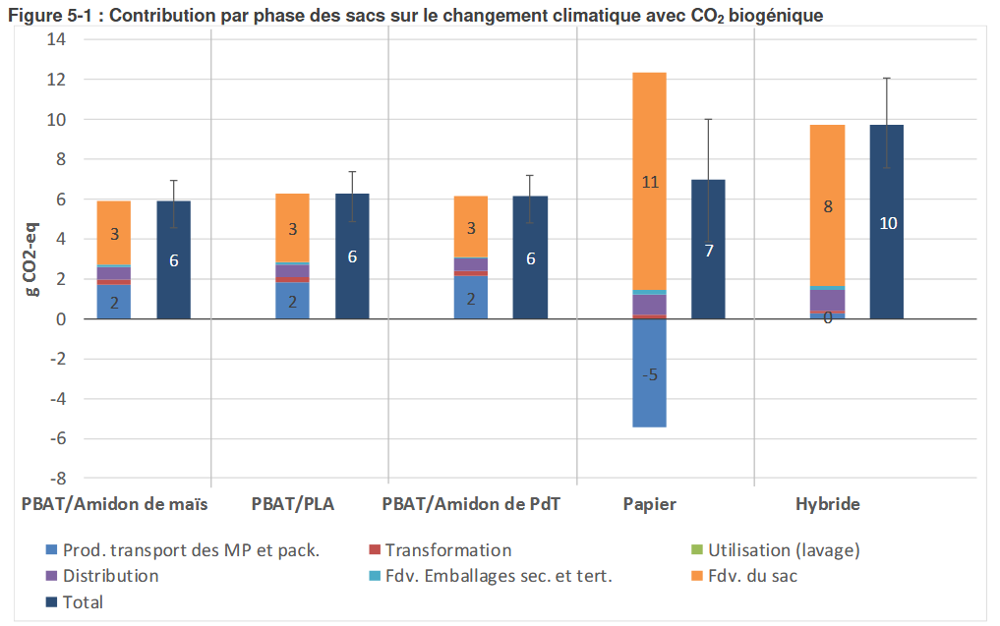 Figure 5-1 : Contribution par phase des sacs sur le changement climatique avec CO₂ biogénique
14
12
10
8
6
4
2
0
-2
-4
-6
-8
g CO2-eq
3
2
6
3
2
6
3
2
6
11
-5
7
8
0
10
PBAT/Amidon de maïs
PBAT/PLA
PBAT/Amidon de PdT
Papier
Hybride
Prod. transport des MP et pack.
Transformation
Utilisation (lavage)
Distribution
Fdv. Emballages sec. et tert.
Fdv. du sac
Total